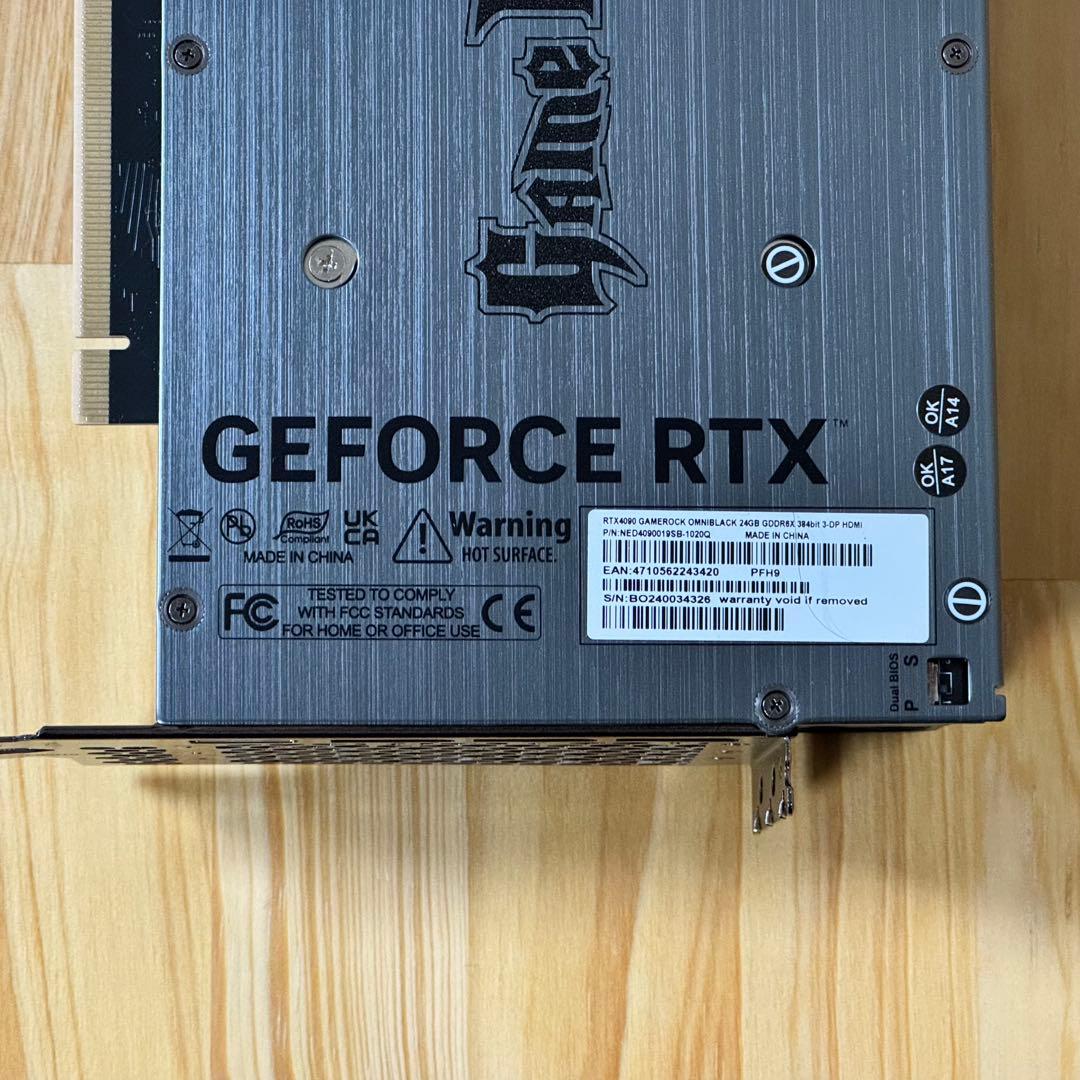 Game
GEFORCE RTX™
OK
A14
OK
A17
RoHS
Compliant
UK
CA
MADE IN CHINA
Warning
HOT SURFACE.
FC
TESTED TO COMPLY
WITH FCC STANDARDS
FOR HOME OR OFFICE USE
CE
RTX4090 GAMEROCK OMNIBLACK 24GB GDDR6X 384bit 3-DP HDMI
P/N:NED4090019SB-1020Q MADE IN CHINA
EAN:4710562243420 PFH9
S/N:BO240034326 warranty void if removed
Dual BIOS
P S